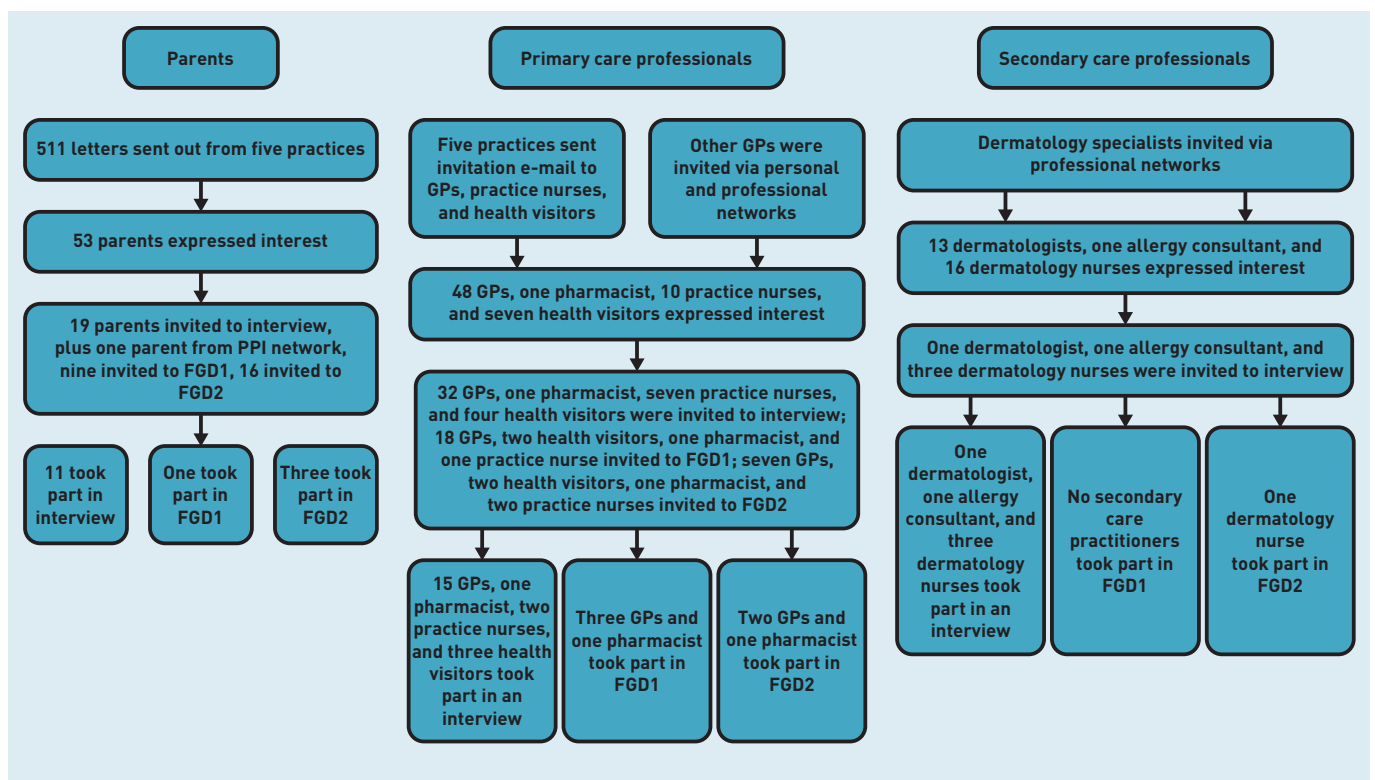 Parents
511 letters sent out from five practices
53 parents expressed interest
19 parents invited to interview,
plus one parent from PPI network,
nine invited to FGD1, 16 invited to
FGD2
11 took
part in
interview
One took
part in
FGD1
Three took
part in
FGD2
Primary care professionals
Five practices sent
invitation e-mail to
GPs, practice nurses,
and health visitors
Other GPs were
invited via personal
and professional
networks
48 GPs, one pharmacist, 10 practice nurses,
and seven health visitors expressed interest
32 GPs, one pharmacist, seven practice nurses,
and four health visitors were invited to interview;
18 GPs, two health visitors, one pharmacist, and
one practice nurse invited to FGD1; seven GPs,
two health visitors, one pharmacist, and
two practice nurses invited to FGD2
15 GPs, one
pharmacist, two
practice nurses,
and three health
visitors took
part in an
interview
Three GPs and
one pharmacist
took part in
FGD1
Two GPs and
one pharmacist
took part in
FGD2
Secondary care professionals
Dermatology specialists invited via
professional networks
13 dermatologists, one allergy consultant, and
16 dermatology nurses expressed interest
One dermatologist, one allergy consultant, and
three dermatology nurses were invited to interview
One
dermatologist,
one allergy
consultant, and
three
dermatology
nurses took
part in an
interview
No secondary
care
practitioners
took part in
FGD1
One
dermatology
nurse
took part in
FGD2